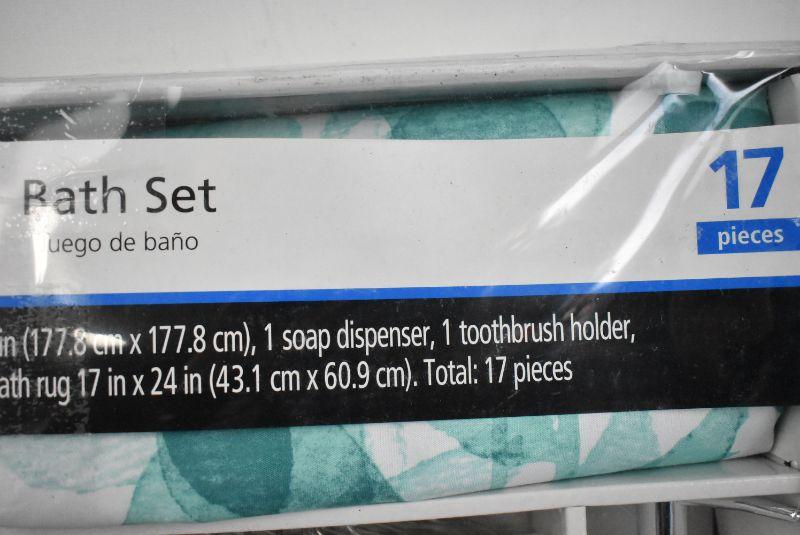 Bath Set
Juego de baño
17
pieces
in (177.8 cm x 177.8 cm), 1 soap dispenser, 1 toothbrush holder,
ath rug 17 in x 24 in (43.1 cm x 60.9 cm). Total: 17 pieces